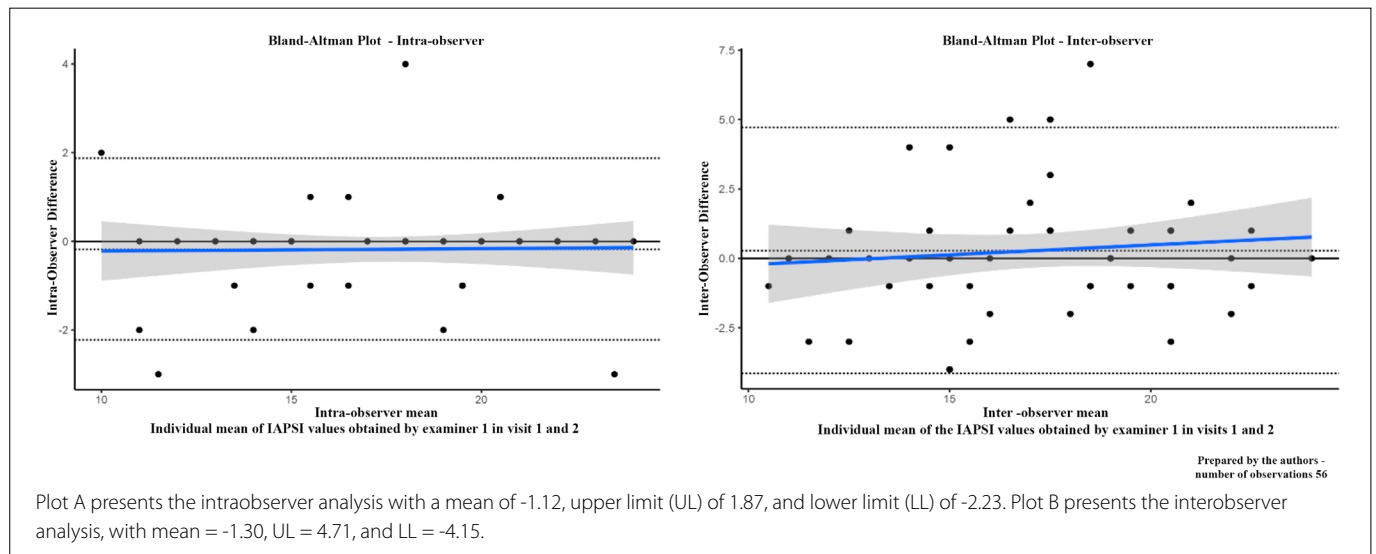 Bland-Altman Plot - Intra-observer
4
2
0
-2
Intra-Observer Difference
10
15
20
Intra-observer mean
Individual mean of IAPSI values obtained by examiner 1 in visit 1 and 2
Bland-Altman Plot - Inter-observer
7.5
5.0
2.5
0.0
-2.5
Inter-Observer Difference
10
15
20
Inter -observer mean
Individual mean of the IAPSI values obtained by examiner 1 in visits 1 and 2
Prepared by the authors -
number of observations 56
Plot A presents the intraobserver analysis with a mean of -1.12, upper limit (UL) of 1.87, and lower limit (LL) of -2.23. Plot B presents the interobserver
analysis, with mean = -1.30, UL = 4.71, and LL = -4.15.